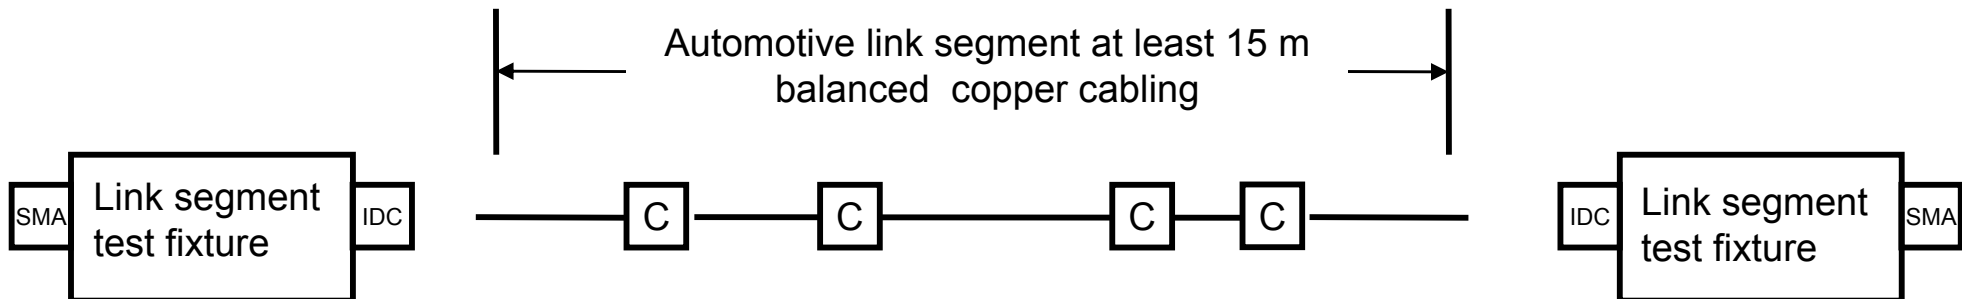 Automotive link segment at least 15 m
balanced copper cabling
SMA
Link segment
test fixture
IDC
C
C
C
C
IDC
Link segment
test fixture
SMA